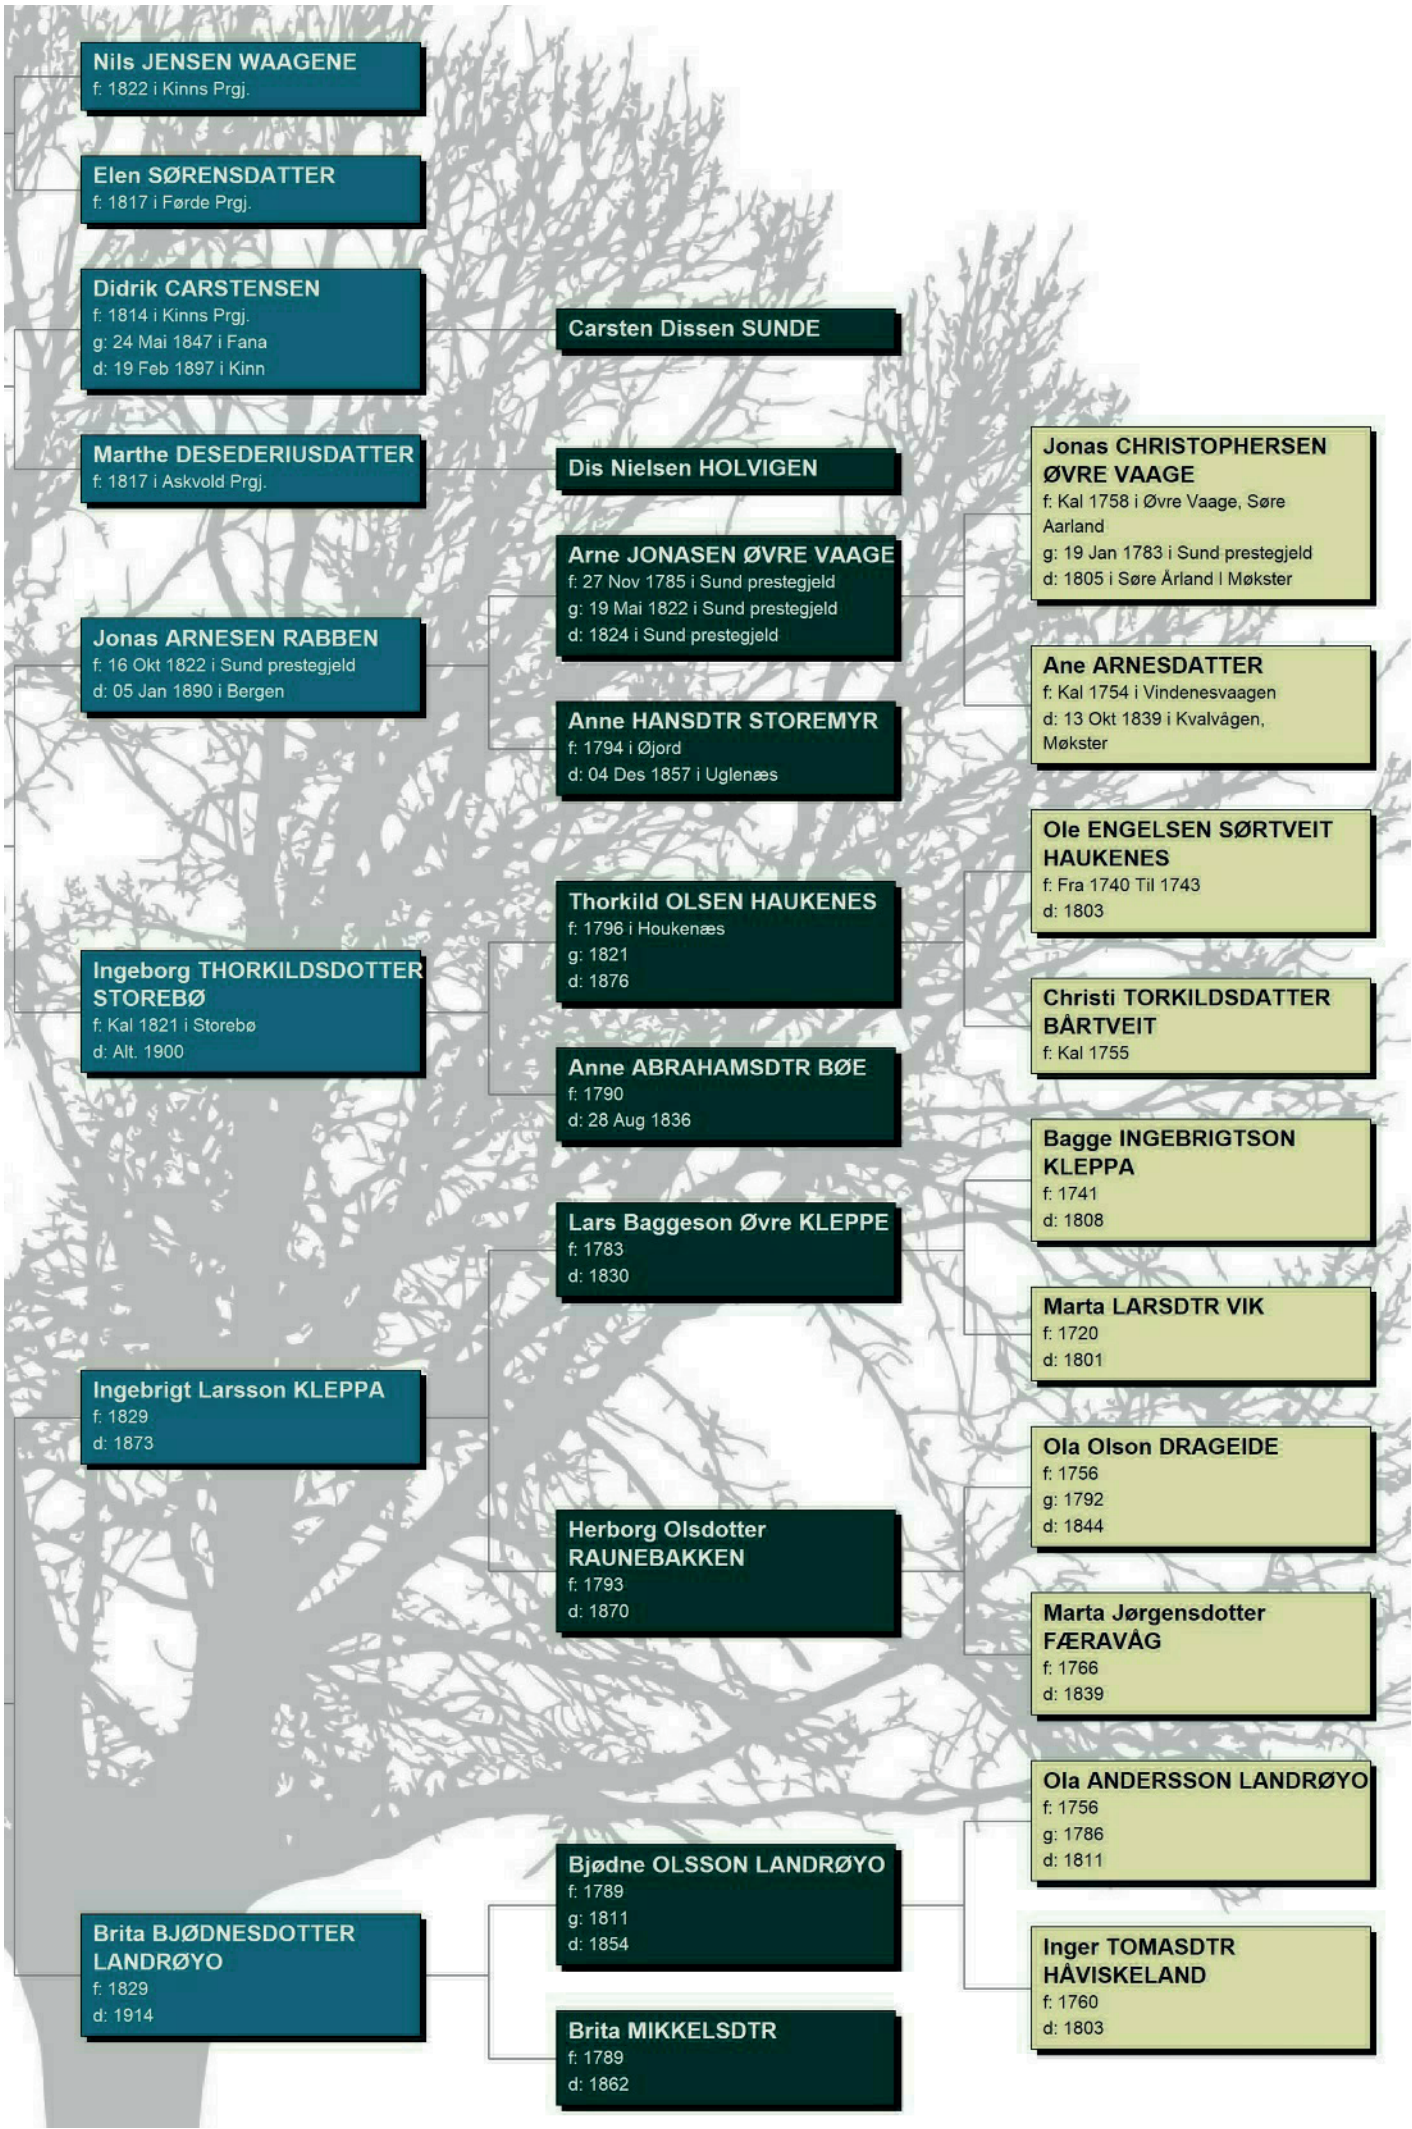 Nils JENSEN WAAGENE
f: 1822 i Kinns Prgj.
Elen SØRENSDATTER
f: 1817 i Førde Prgj.
Didrik CARSTENSEN
f: 1814 i Kinns Prgj.
g: 24 Mai 1847 i Fana
d: 19 Feb 1897 i Kinn
Marthe DESEDERIUSDATTER
f: 1817 i Askvold Prgj.
Jonas ARNESEN RABBEN
f: 16 Okt 1822 i Sund prestegjeld
d: 05 Jan 1890 i Bergen
Ingeborg THORKILDSDOTTER
STOREBØ
f: Kal 1821 i Storebø
d: Alt. 1900
Ingebrigt Larsson KLEPPA
f: 1829
d: 1873
Brita BJØDNESDOTTER
LANDRØYO
f: 1829
d: 1914
Carsten Dissen SUNDE
Dis Nielsen HOLVIGEN
Arne JONASEN ØVRE VAAGE
f: 27 Nov 1785 i Sund prestegjeld
g: 19 Mai 1822 i Sund prestegjeld
d: 1824 i Sund prestegjeld
Anne HANSDTR STOREMYR
f: 1794 i Øjord
d: 04 Des 1857 i Uglenæs
Thorkild OLSEN HAUKENES
f: 1796 i Houkenæs
g: 1821
d: 1876
Anne ABRAHAMSDTR BØE
f: 1790
d: 28 Aug 1836
Lars Baggeson Øvre KLEPPE
f: 1783
d: 1830
Herborg Olsdotter
RAUNEBAKKEN
f: 1793
d: 1870
Bjødne OLSSON LANDRØYO
f: 1789
g: 1811
d: 1854
Brita MIKKELSDTR
f: 1789
d: 1862
Jonas CHRISTOPHERSEN
ØVRE VAAGE
f: Kal 1758 i Øvre Vaage, Søre
Aarland
g: 19 Jan 1783 i Sund prestegjeld
d: 1805 i Søre Årland I Møkster
Ane ARNESDATTER
f: Kal 1754 i Vindenesvaagen
d: 13 Okt 1839 i Kvalvågen,
Møkster
Ole ENGELSEN SØRTVEIT
HAUKENES
f: Fra 1740 Til 1743
d: 1803
Christi TORKILDSDATTER
BÅRTVEIT
f: Kal 1755
Bagge INGEBRIGTSON
KLEPPA
f: 1741
d: 1808
Marta LARSDTR VIK
f: 1720
d: 1801
Ola Olson DRAGEIDE
f: 1756
g: 1792
d: 1844
Marta Jørgensdotter
FÆRAVÅG
f: 1766
d: 1839
Ola ANDERSSON LANDRØYO
f: 1756
g: 1786
d: 1811
Inger TOMASDTR
HÅVISKELAND
f: 1760
d: 1803